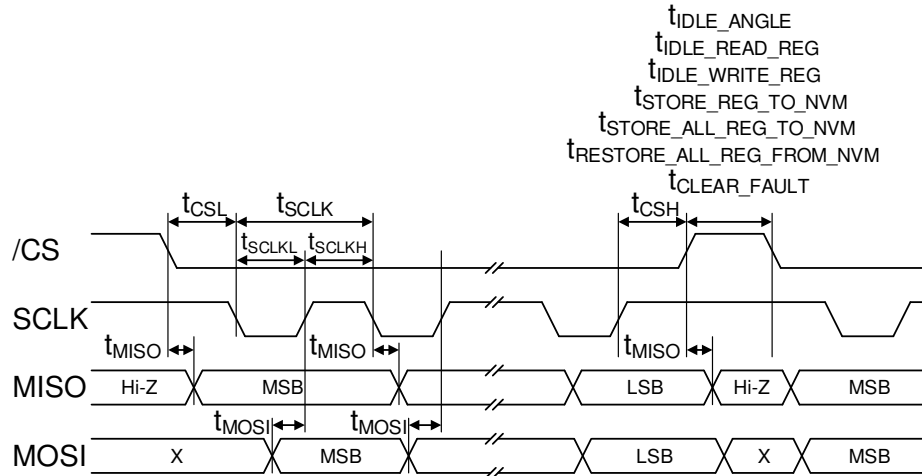 tIDLE_ANGLE
tIDLE_READ_REG
tIDLE_WRITE_REG
tSTORE_REG_TO_NVM
tSTORE_ALL_REG_TO_NVM
tRESTORE_ALL_REG_FROM_NVM
tCLEAR_FAULT
tCSL tSCLK tCSH
/CS tSCLKL tSCLKH
SCLK
tMISO tMISO tMISO
MISO Hi-Z MSB LSB Hi-Z MSB
tMOSI tMOSI
MOSI X MSB LSB X MSB